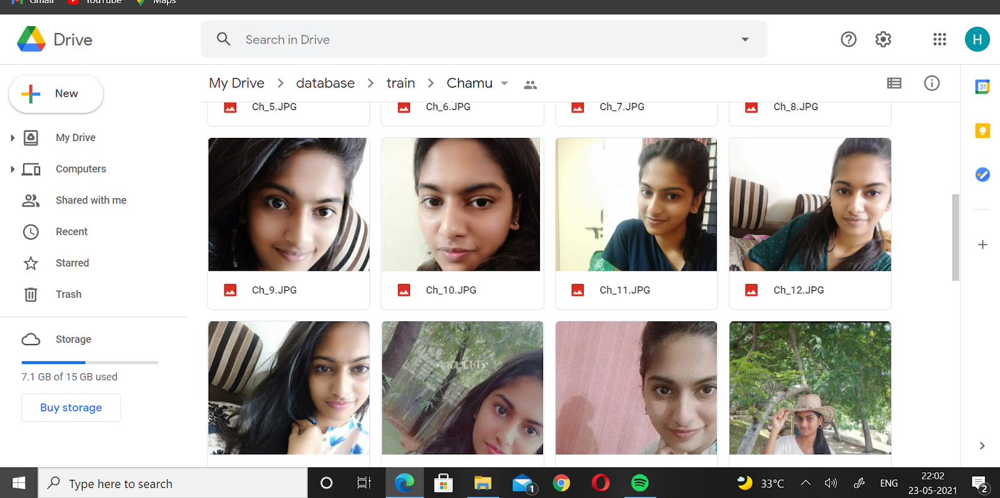 Gmail YouTube Maps
Drive
Search in Drive
H
My Drive > database > train > Chamu
31
New
Ch_5.JPG Ch_6.JPG Ch_7.JPG Ch_8.JPG
My Drive
Computers
Shared with me
Recent
Starred
Trash
Ch_9.JPG Ch_10.JPG Ch_11.JPG Ch_12.JPG
Storage
7.1 GB of 15 GB used
Buy storage
·MOMENTS·
Type here to search
1
33°C
ENG
22:02
23-05-2021
2